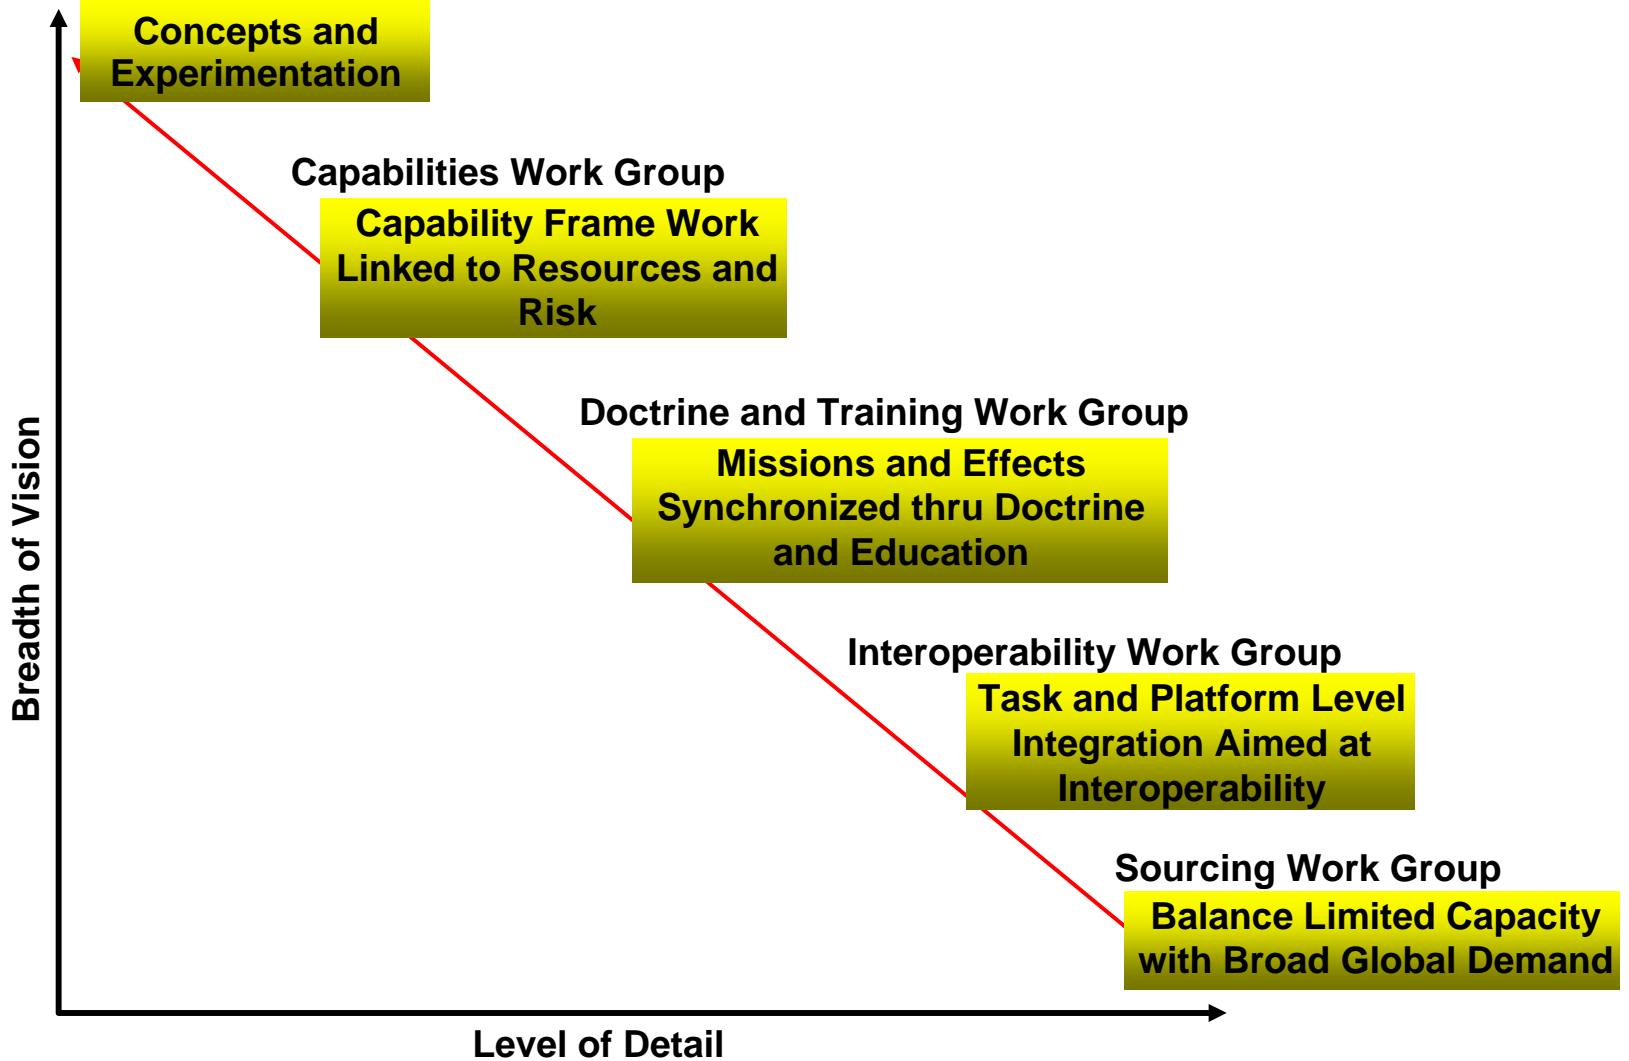 Concepts and
Experimentation
Capabilities Work Group
Capability Frame Work
Linked to Resources and
Risk
Doctrine and Training Work Group
Missions and Effects
Synchronized thru Doctrine
and Education
Interoperability Work Group
Task and Platform Level
Integration Aimed at
Interoperability
Sourcing Work Group
Balance Limited Capacity
with Broad Global Demand
Breadth of Vision
Level of Detail